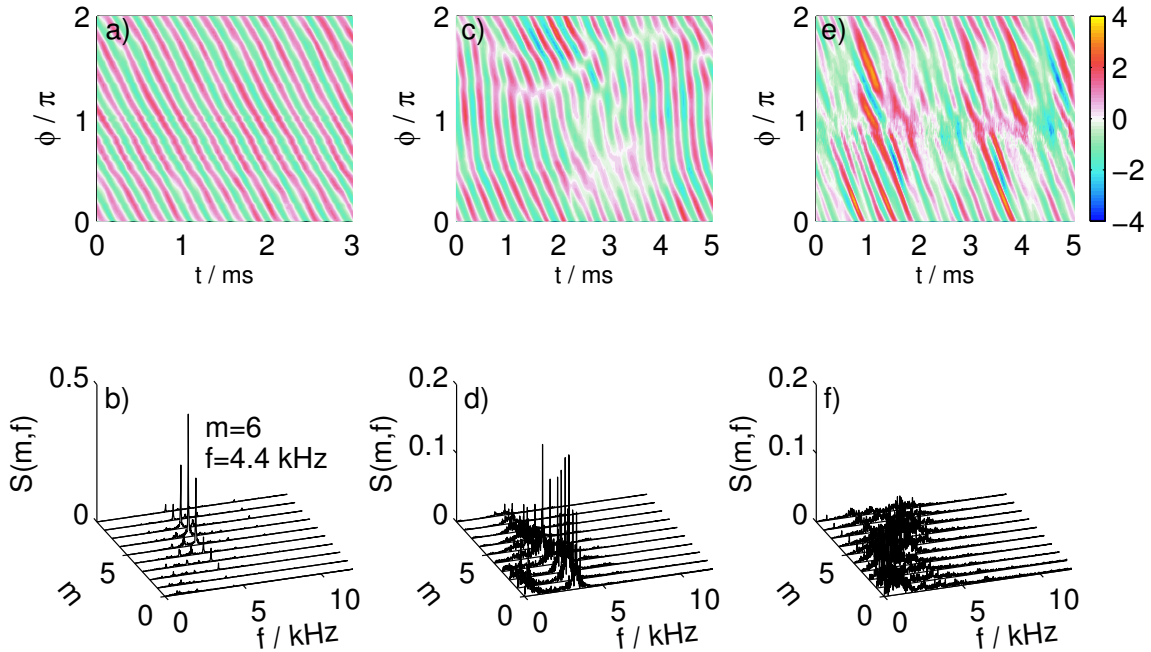 a)
2
1
0
ϕ / π
0 1 2 3
t / ms
c)
2
1
0
ϕ / π
0 1 2 3 4 5
t / ms
e)
2
1
0
ϕ / π
0 1 2 3 4 5
t / ms
4
2
0
−2
−4
b)
0.5
0
S(m,f)
m=6
f=4.4 kHz
5
0
m
0 5 10
f / kHz
d)
0.2
0.1
0
S(m,f)
5
0
m
0 5 10
f / kHz
f)
0.2
0.1
0
S(m,f)
5
0
m
0 5 10
f / kHz